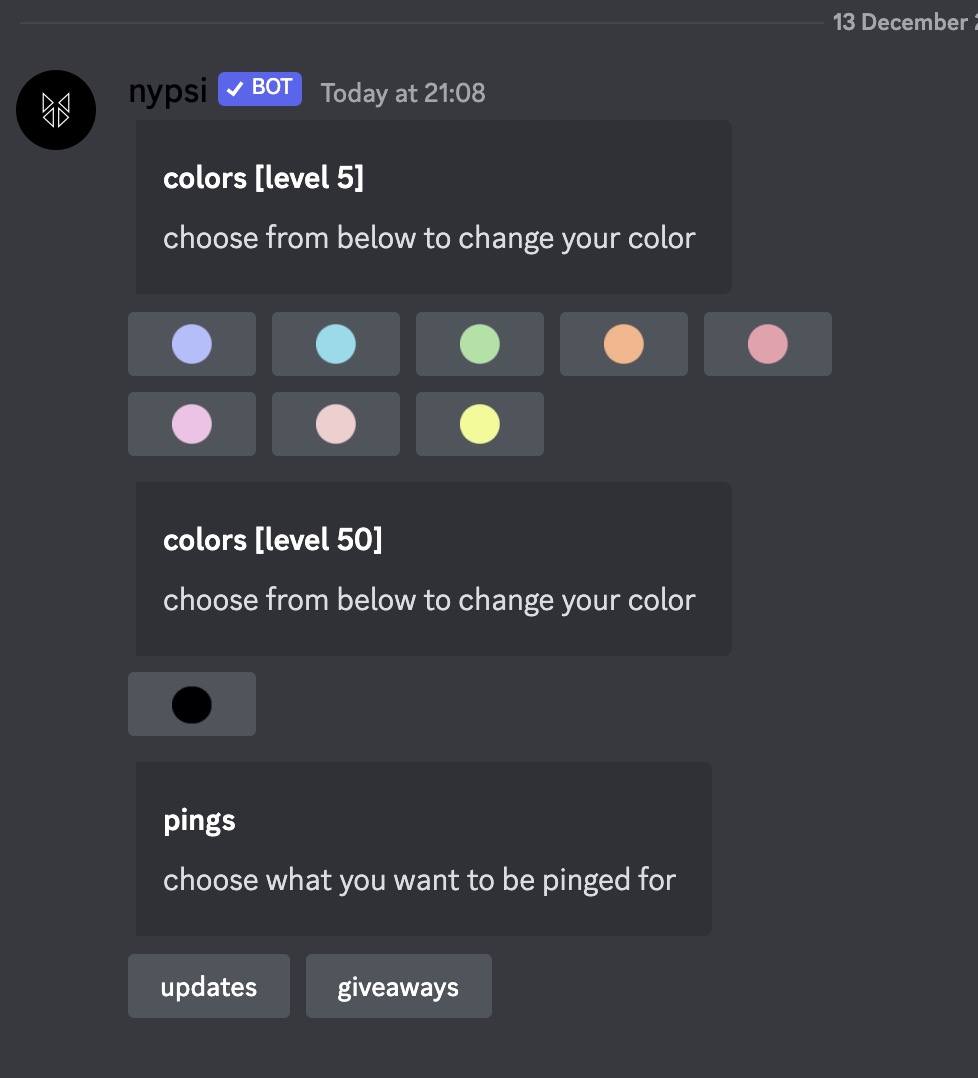 13 December
nypsi BOT Today at 21:08
colors [level 5]
choose from below to change your color
colors [level 50]
choose from below to change your color
pings
choose what you want to be pinged for
updates giveaways